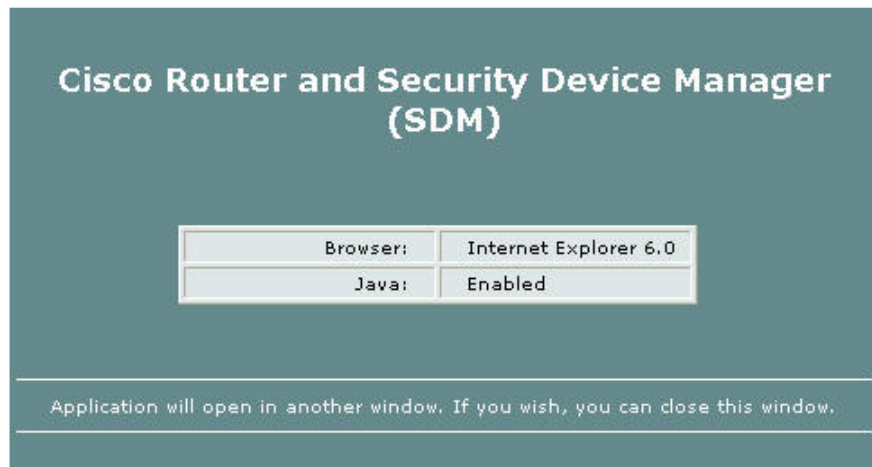 Cisco Router and Security Device Manager
(SDM)
Browser: Internet Explorer 6.0
Java: Enabled
Application will open in another window. If you wish, you can close this window.